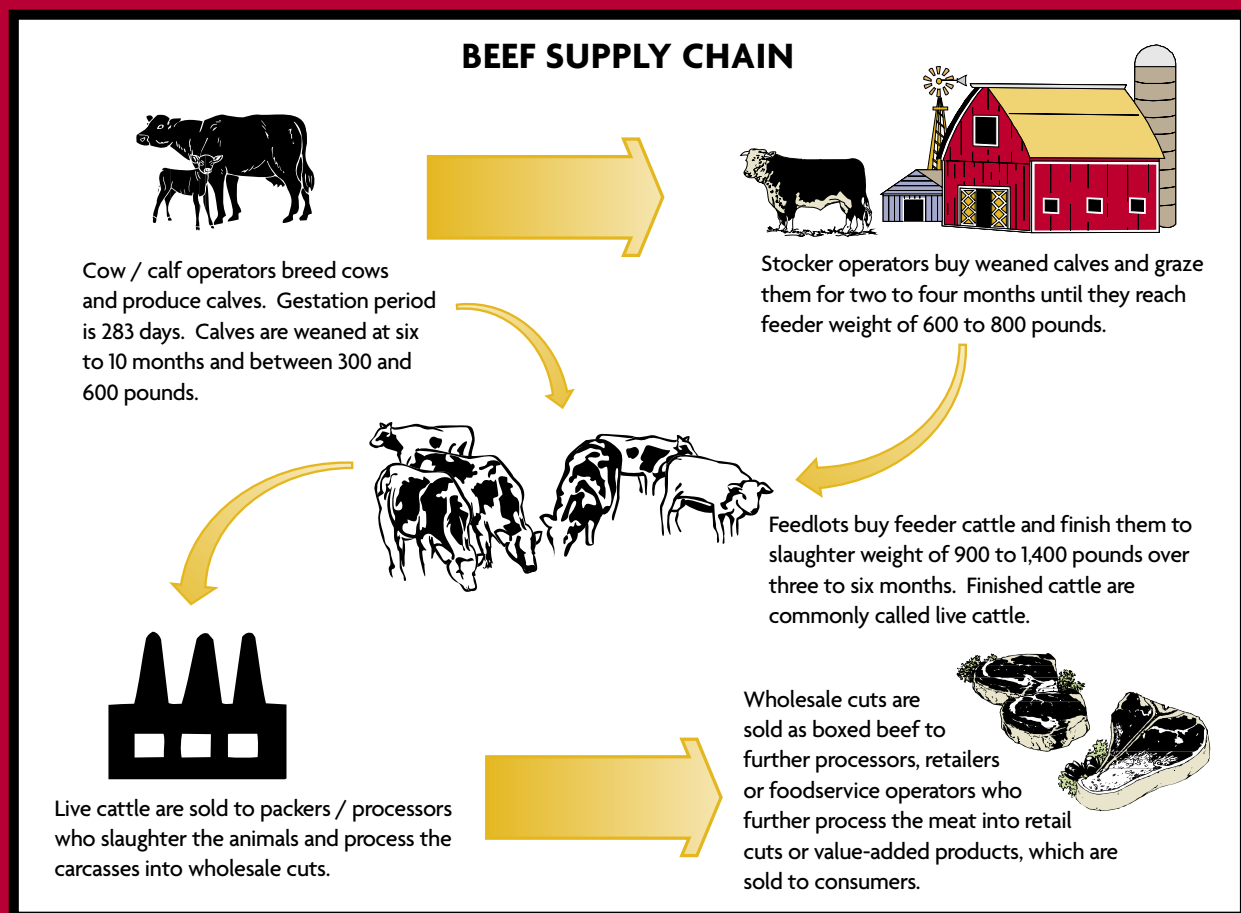 BEEF SUPPLY CHAIN
Cow / calf operators breed cows
and produce calves. Gestation period
is 283 days. Calves are weaned at six
to 10 months and between 300 and
600 pounds.
Stocker operators buy weaned calves and graze
them for two to four months until they reach
feeder weight of 600 to 800 pounds.
Feedlots buy feeder cattle and finish them to
slaughter weight of 900 to 1,400 pounds over
three to six months. Finished cattle are
commonly called live cattle.
Live cattle are sold to packers / processors
who slaughter the animals and process the
carcasses into wholesale cuts.
Wholesale cuts are
sold as boxed beef to
further processors, retailers
or foodservice operators who
further process the meat into retail
cuts or value-added products, which are
sold to consumers.